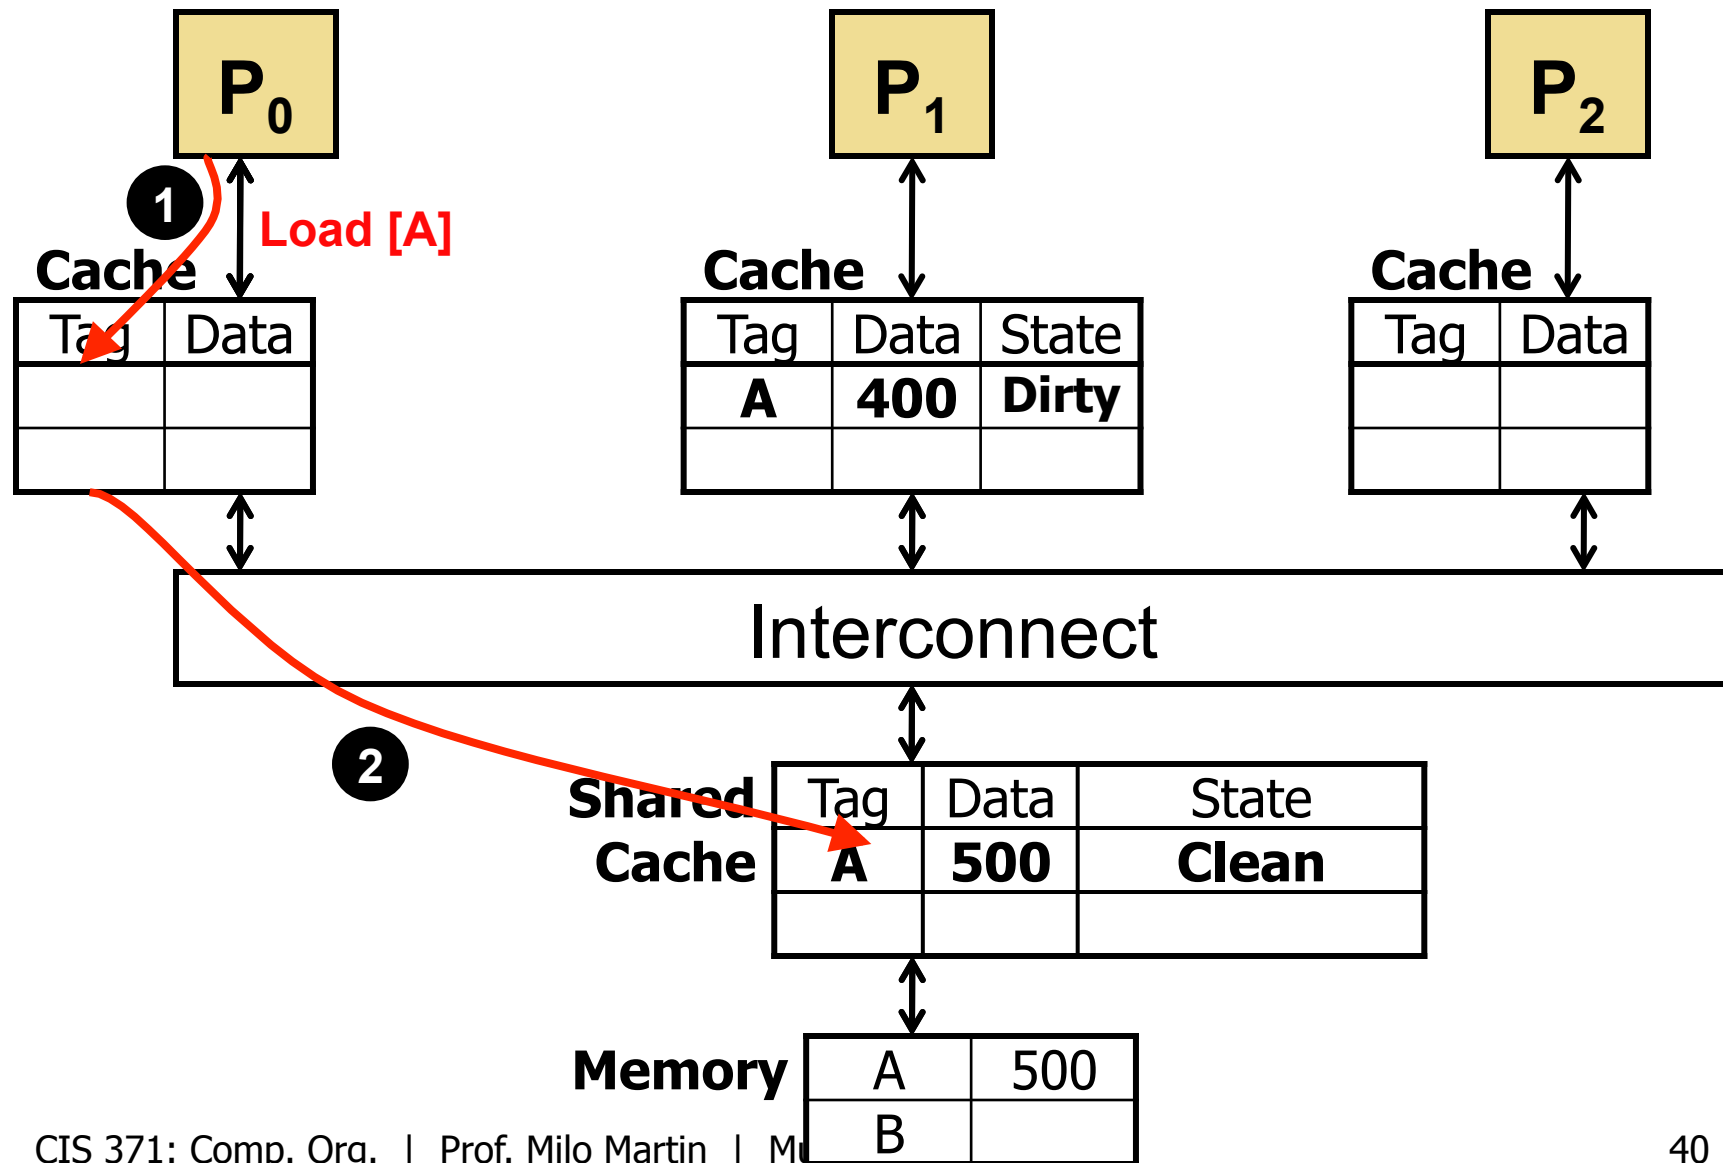 P0 P1 P2
1
Load [A]
Cache Cache Cache
Tag Data Tag Data State Tag Data
A 400 Dirty
Interconnect
2
Shared Tag Data State
Cache A 500 Clean
Memory A 500
B
CIS 371: Comp. Org. | Prof. Milo Martin | 40